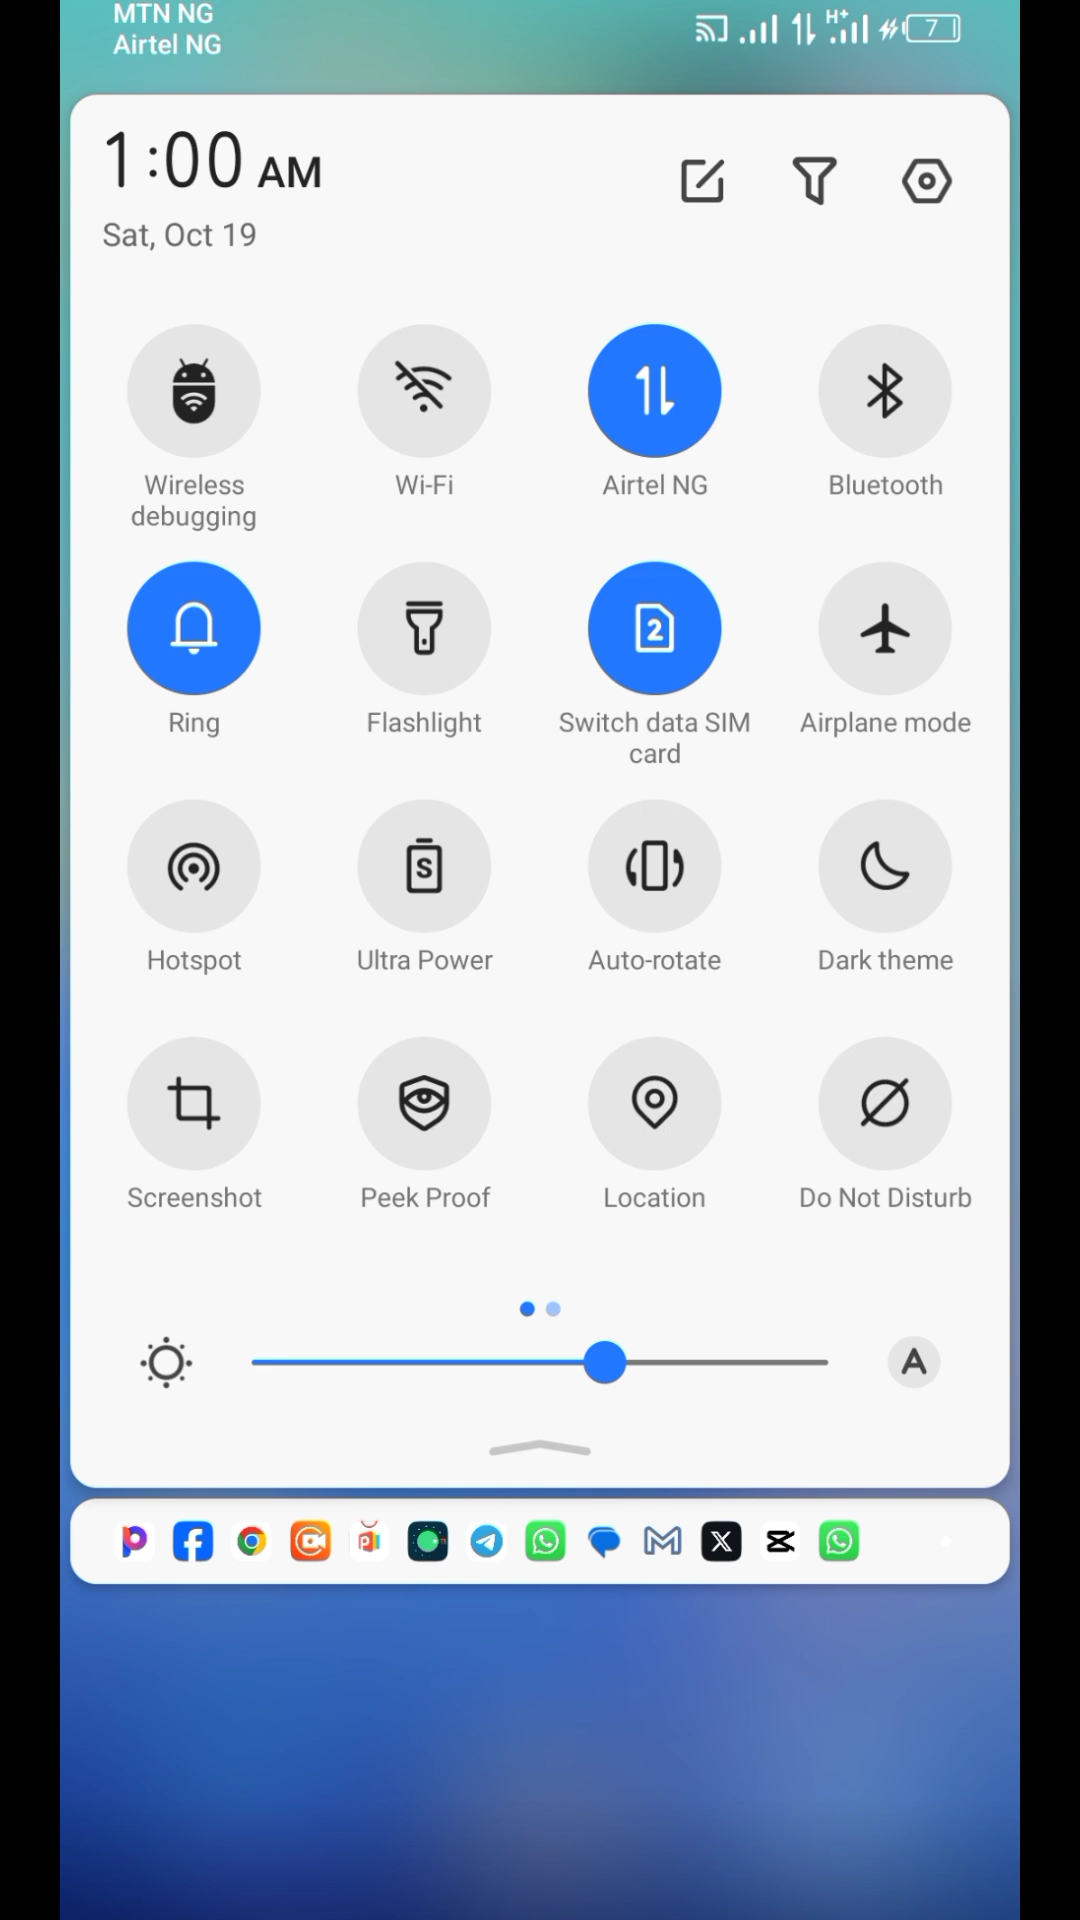 MTN NG
Airtel NG
H+
7
1:00 AM
Sat, Oct 19
Wireless
debugging
Wi-Fi
Airtel NG
Bluetooth
2
Ring
Flashlight
Switch data SIM
card
Airplane mode
S
Hotspot
Ultra Power
Auto-rotate
Dark theme
Screenshot
Peek Proof
Location
Do Not Disturb
A